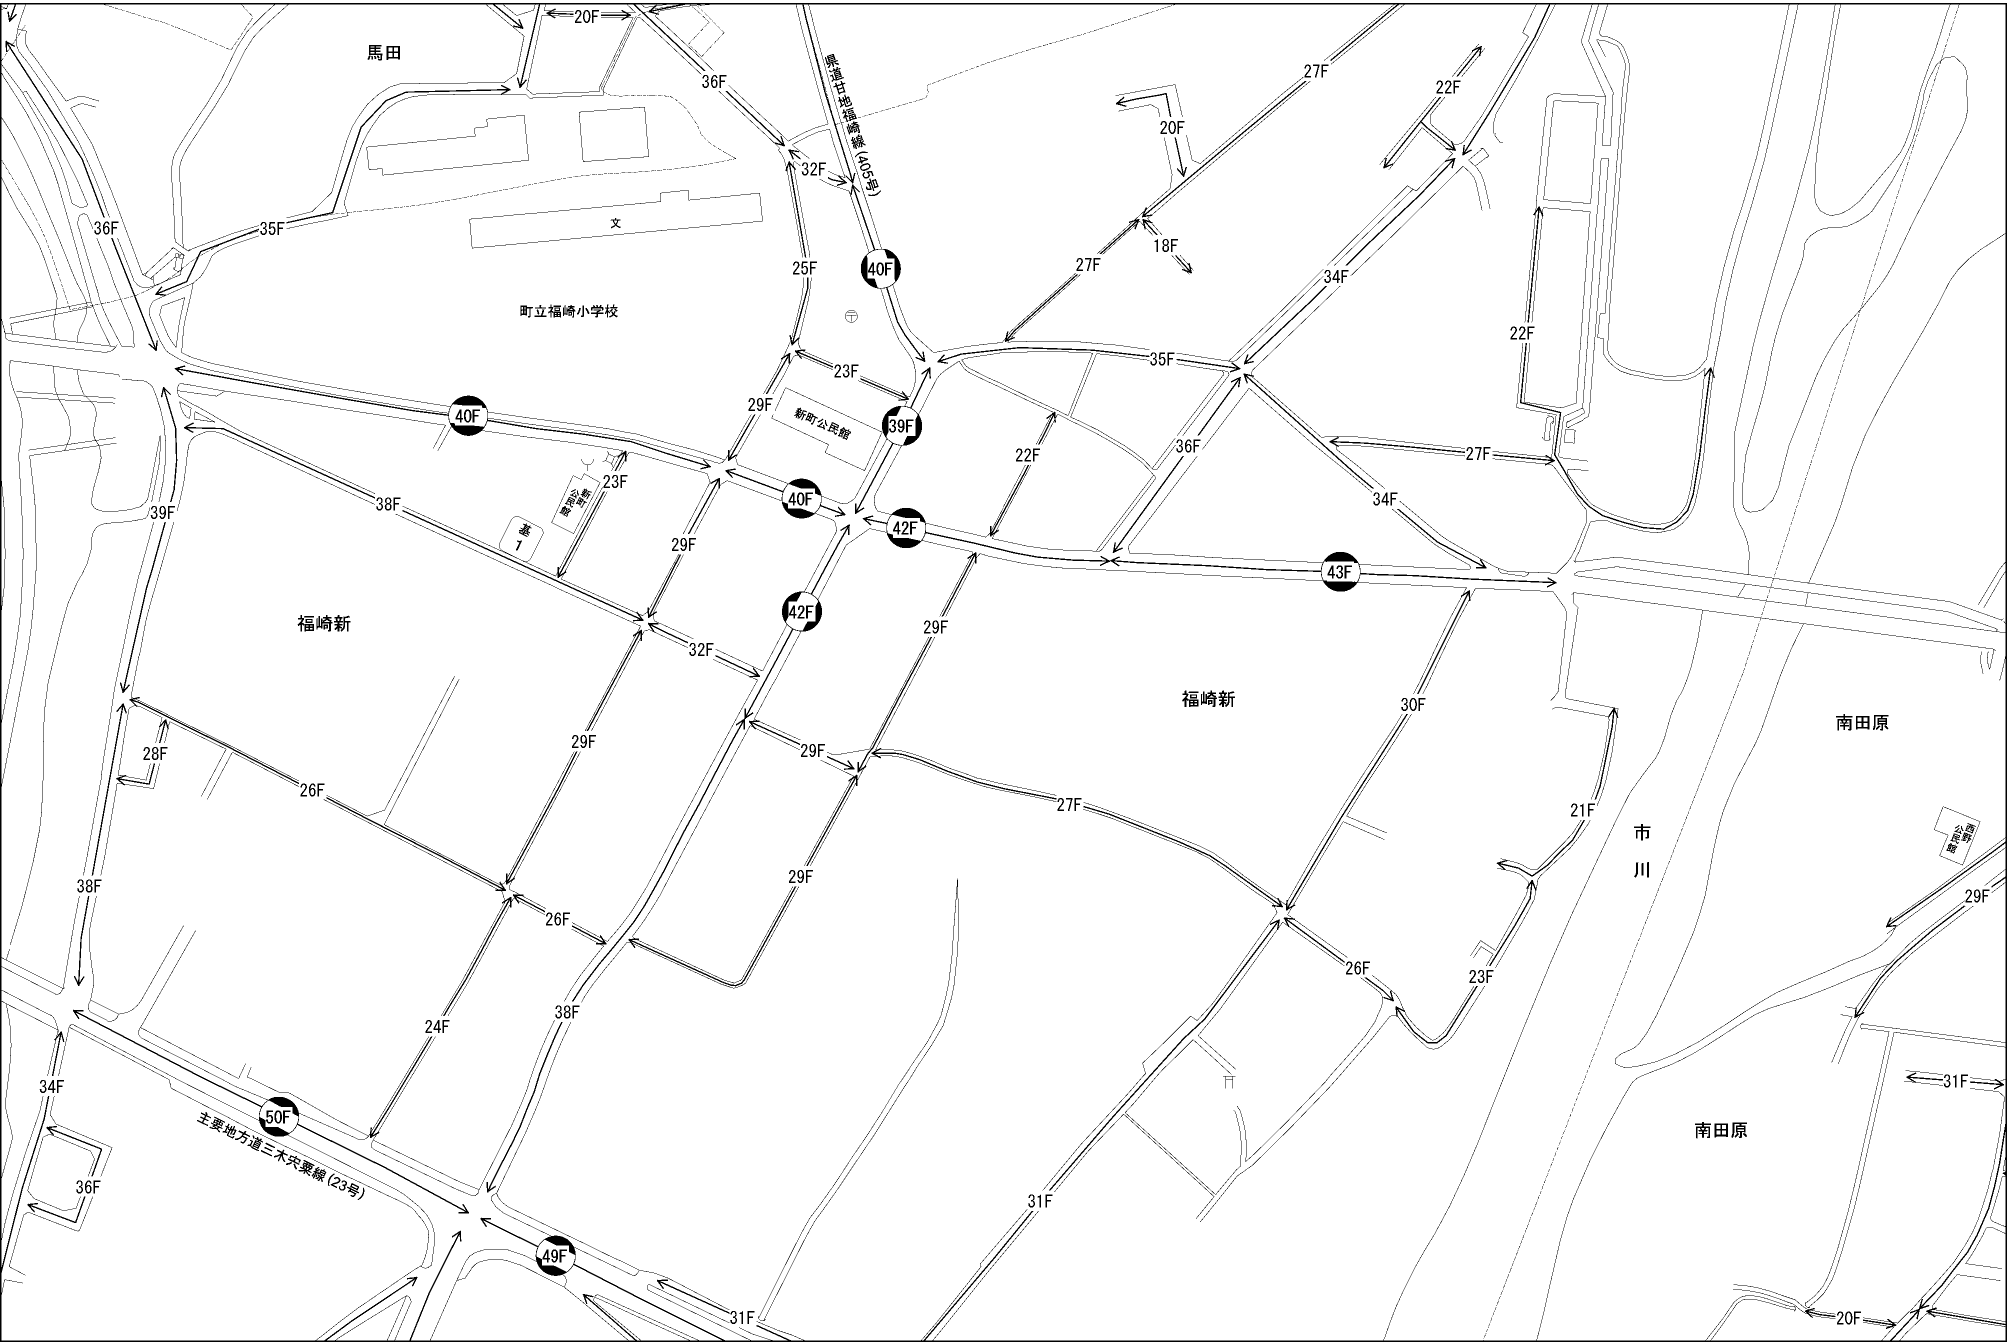 20F
馬田
36F
県道甘地福崎線(405号)
27F
22F
20F
32F
36F
35F
文
18F
25F
40F
27F
34F
町立福崎小学校
〒
22F
35F
23F
29F
新町公民館
39F
40F
36F
22F
27F
23F
新町
公民館
38F
40F
34F
39F
基
1
42F
29F
43F
42F
福崎新
29F
32F
福崎新
30F
南田原
29F
29F
28F
26F
27F
21F
市川
西野
公民館
38F
29F
29F
26F
26F
23F
38F
24F
31F
34F
50F
主要地方道三木宍粟線(23号)
南田原
36F
31F
49F
31F
20F